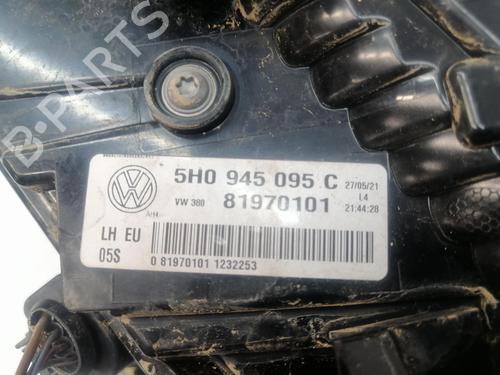 B-PARTS
5H0 945 095 C
27/05/21
L4
VW 380
81970101
21:44:28
LH EU
05S
0 81970101 1232253